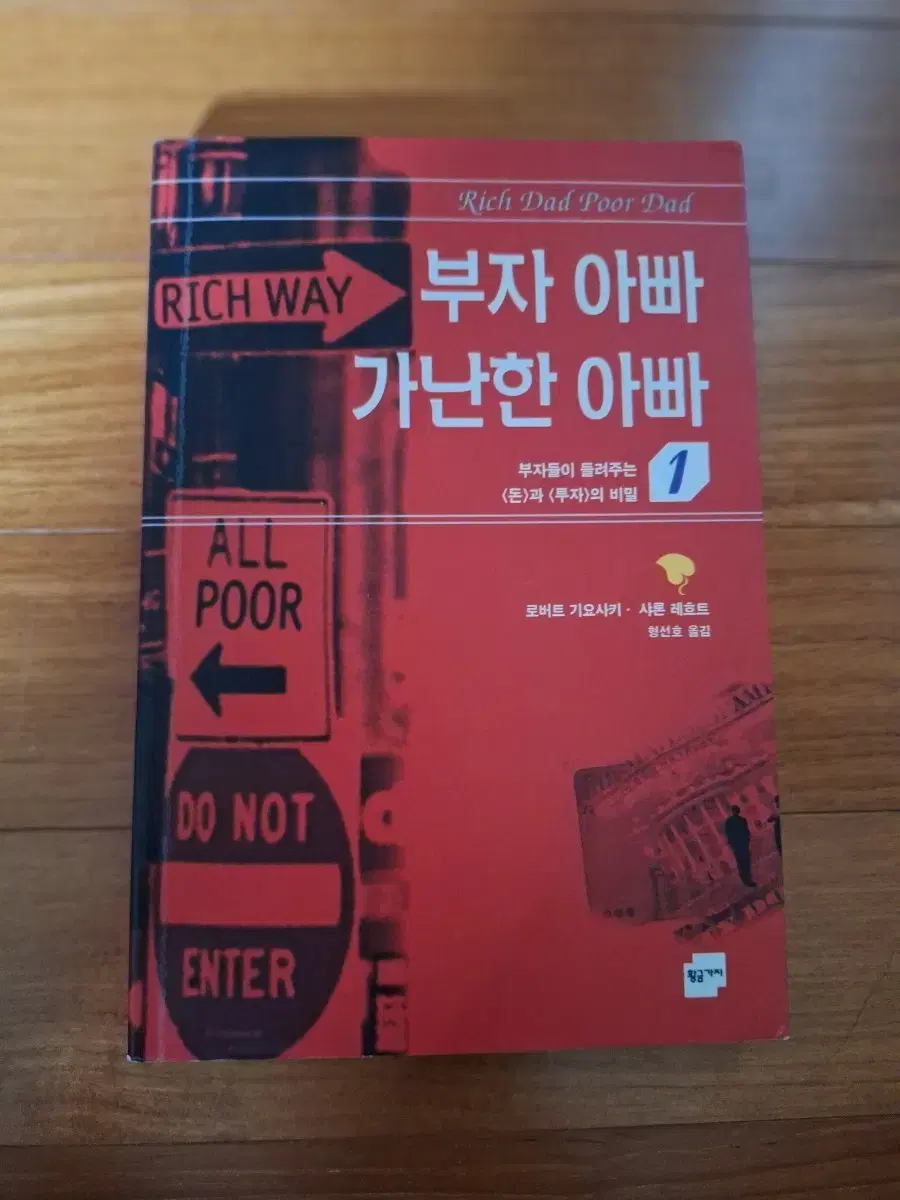 Rich Dad Poor Dad
RICH WAY
부자 아빠
가난한 아빠
부자들이 들려주는
〈돈〉과 〈투자〉의 비밀
1
ALL
POOR
로버트 기요사키 · 샤론 레흐트
형선호 옮김
DO NOT
ENTER
황금가지